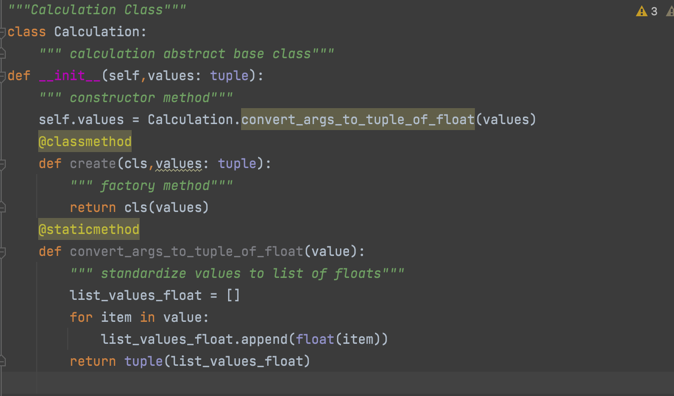 """Calculation Class"""
class Calculation:
    """ calculation abstract base class"""
def __init__(self,values: tuple):
    """ constructor method"""
    self.values = Calculation.convert_args_to_tuple_of_float(values)
    @classmethod
    def create(cls,values: tuple):
        """ factory method"""
        return cls(values)
    @staticmethod
    def convert_args_to_tuple_of_float(value):
        """ standardize values to list of floats"""
        list_values_float = []
        for item in value:
            list_values_float.append(float(item))
        return tuple(list_values_float)
3